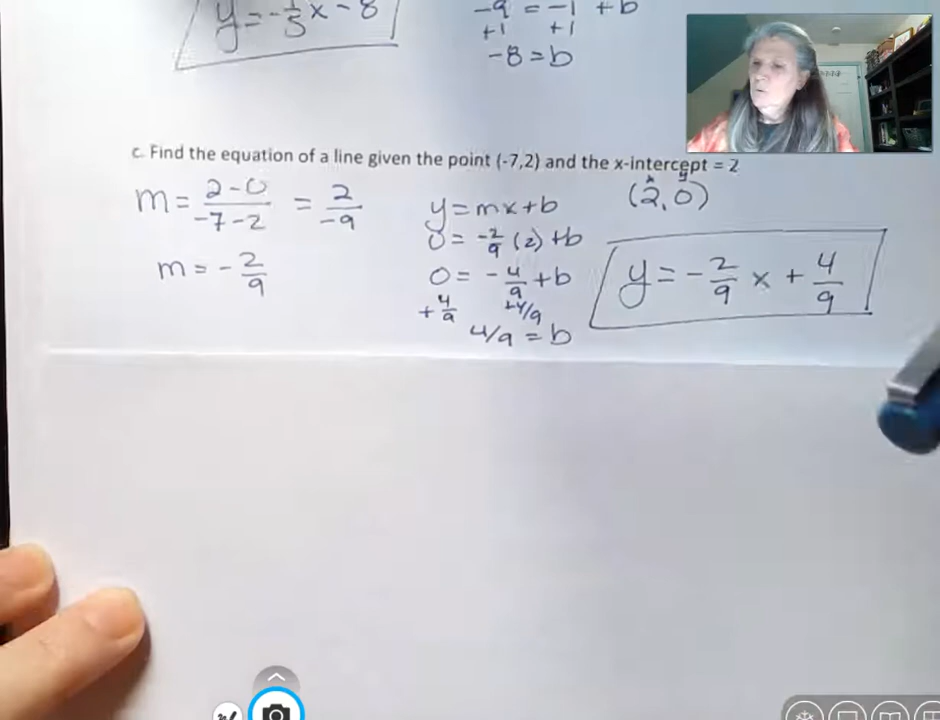 y = -1/3 x - 8
-9 = -1 + b
+1 +1
-8 = b
c. Find the equation of a line given the point (-7,2) and the x-intercept = 2
x y
(2,0)
m = 2-0/-7-2 = 2/-9
m = -2/9
y = mx+b
0 = -2/9 (2) + b
0 = -4/9 + b
+4/9 +4/9
4/9 = b
y = -2/9 x + 4/9